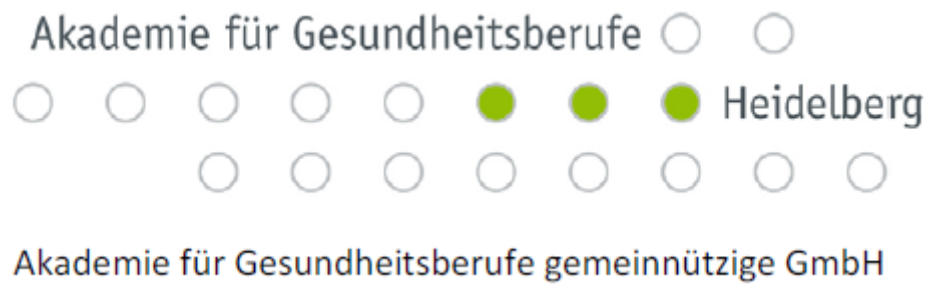 Akademie für Gesundheitsberufe
Heidelberg
Akademie für Gesundheitsberufe gemeinnützige GmbH